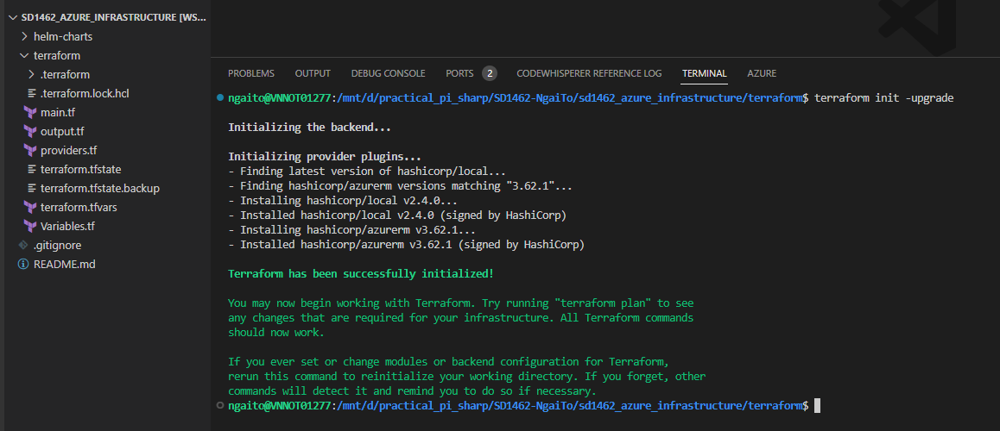 SD1462_AZURE_INFRASTRUCTURE [WS...
helm-charts
terraform
.terraform
.terraform.lock.hcl
main.tf
output.tf
providers.tf
terraform.tfstate
terraform.tfstate.backup
terraform.tfvars
Variables.tf
.gitignore
README.md
PROBLEMS OUTPUT DEBUG CONSOLE PORTS 2 CODEWHISPERER REFERENCE LOG TERMINAL AZURE
ngaito@VNNOT01277:/mnt/d/practical_pi_sharp/SD1462-NgaiTo/sd1462_azure_infrastructure/terraform$ terraform init -upgrade
Initializing the backend...
Initializing provider plugins...
- Finding latest version of hashicorp/local...
- Finding hashicorp/azurerm versions matching "3.62.1"...
- Installing hashicorp/local v2.4.0...
- Installed hashicorp/local v2.4.0 (signed by HashiCorp)
- Installing hashicorp/azurerm v3.62.1...
- Installed hashicorp/azurerm v3.62.1 (signed by HashiCorp)
Terraform has been successfully initialized!
You may now begin working with Terraform. Try running "terraform plan" to see
any changes that are required for your infrastructure. All Terraform commands
should now work.
If you ever set or change modules or backend configuration for Terraform,
rerun this command to reinitialize your working directory. If you forget, other
commands will detect it and remind you to do so if necessary.
ngaito@VNNOT01277:/mnt/d/practical_pi_sharp/SD1462-NgaiTo/sd1462_azure_infrastructure/terraform$